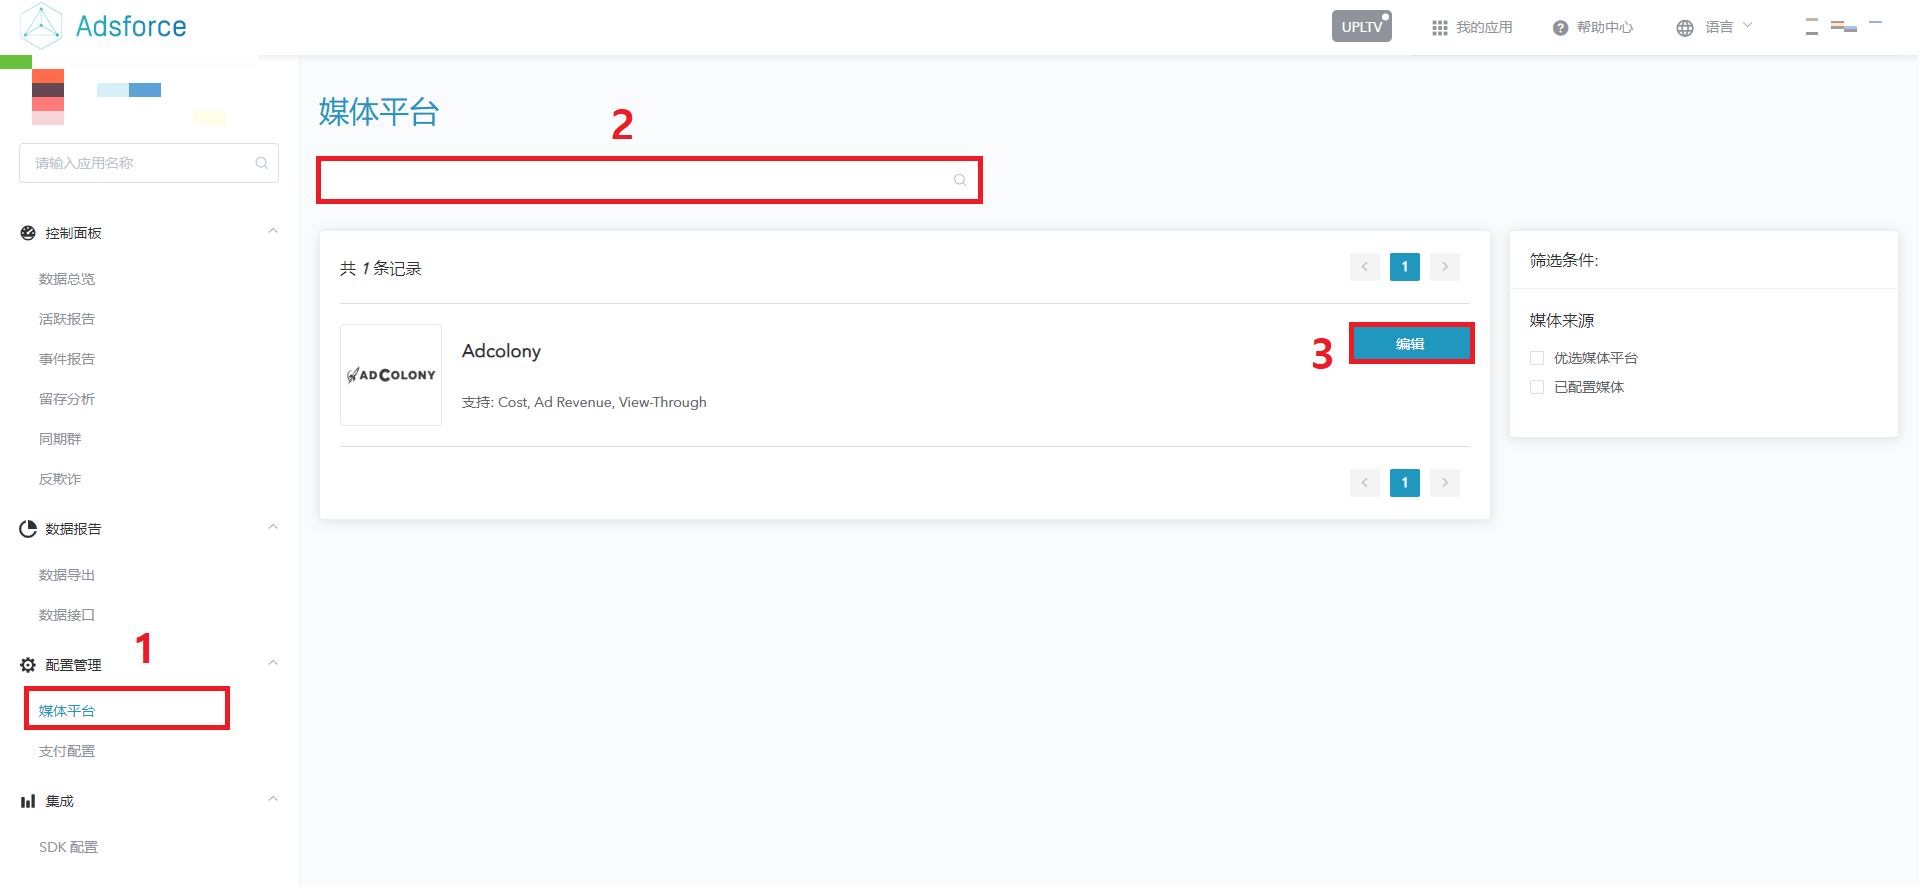 Adsforce
UPLTV
我的应用
帮助中心
语言
请输入应用名称
控制面板
数据总览
活跃报告
事件报告
留存分析
同期群
反欺诈
数据报告
数据导出
数据接口
1
配置管理
媒体平台
支付配置
集成
SDK 配置
媒体平台
2
共 1 条记录
1
ADCOLONY
Adcolony
3
编辑
支持: Cost, Ad Revenue, View-Through
1
筛选条件:
媒体来源
优选媒体平台
已配置媒体